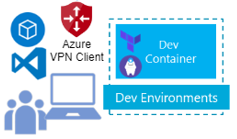 Azure
VPN Client
Dev
Container
Dev Environments